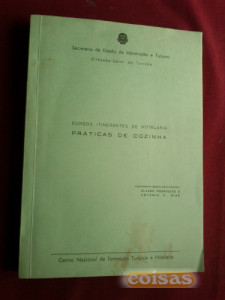 Secretaria de Estado da Informação e Turismo
Direcção-Geral do Turismo
CURSOS ITINERANTES DE HOTELARIA
PRATICAS DE COZINHA
Centro Nacional de Formação Turística e Hoteleira
coisas